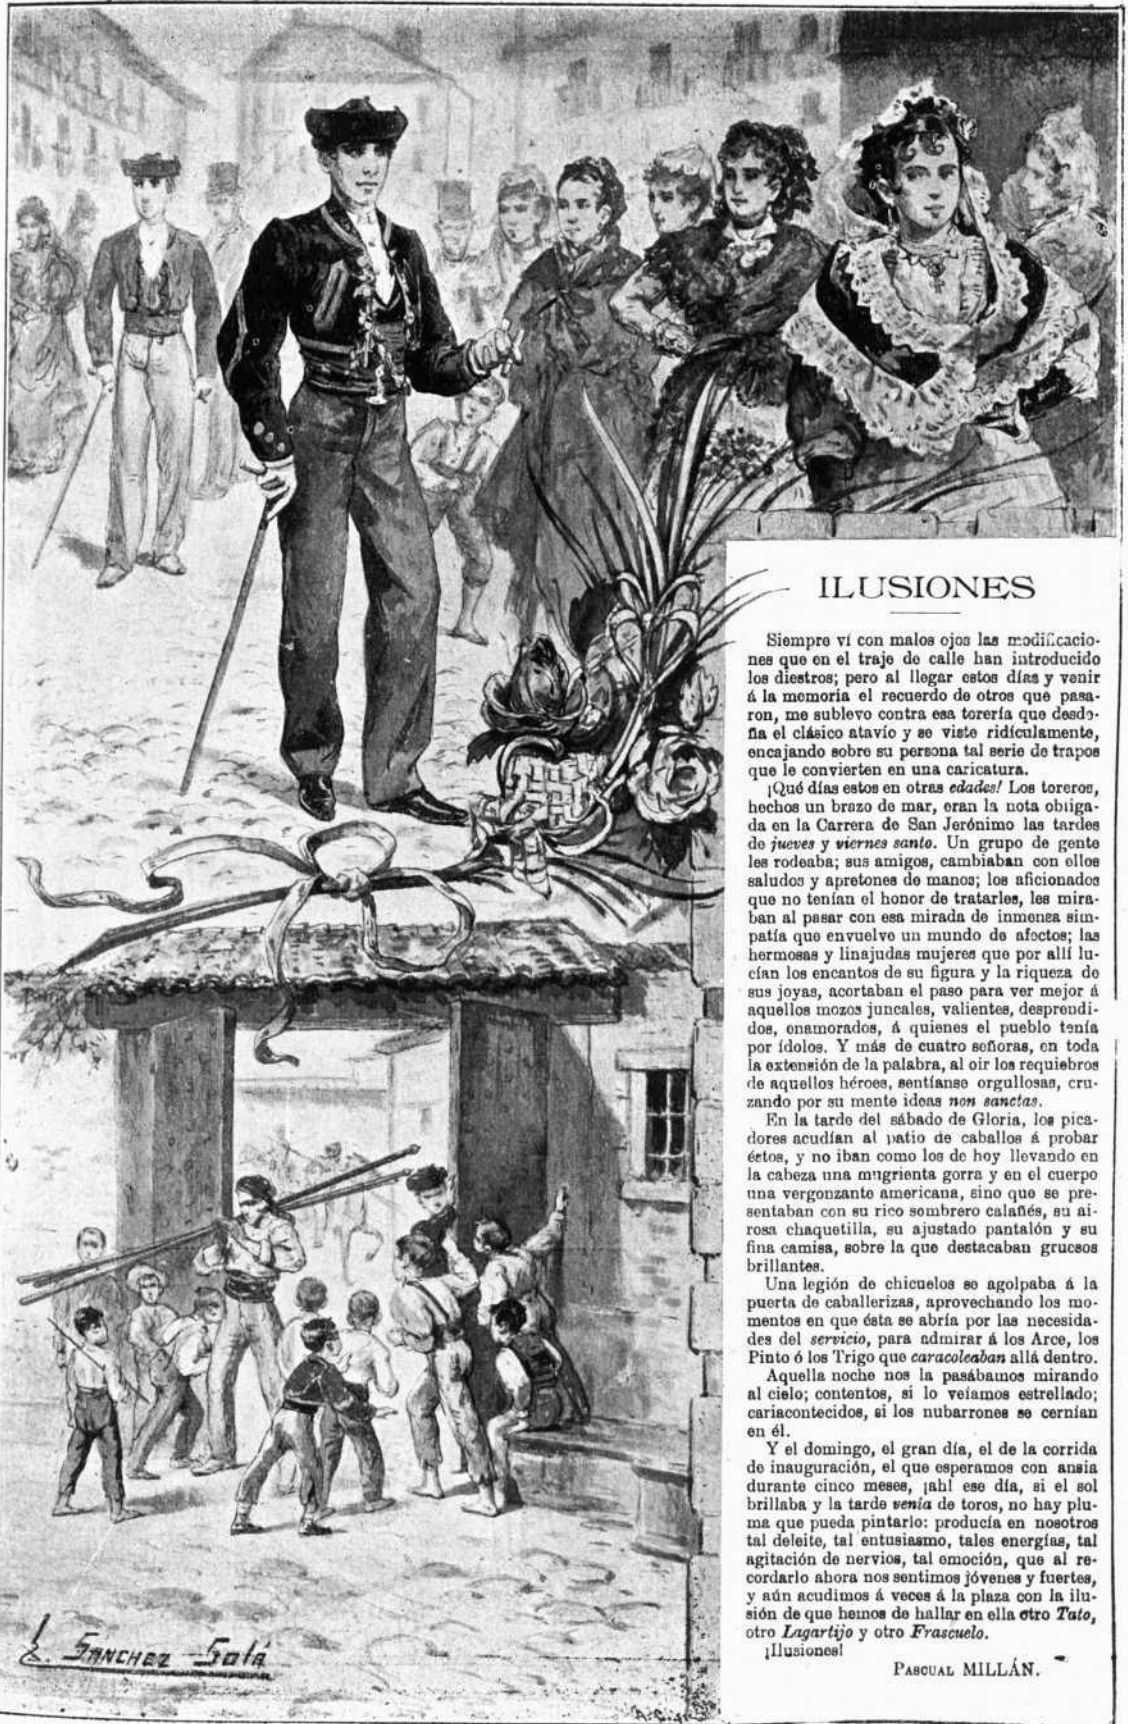 ILUSIONES
Siempre ví con malos ojos las modificacio-
nes que en el traje de calle han introducido
los diestros; pero al llegar estos días y venir
á la memoria el recuerdo de otros que pasa-
ron, me sublevo contra esa torería que desde-
ña el clásico atavío y se viste ridículamente,
encajando sobre su persona tal serie de trapos
que le convierten en una caricatura.
¡Qué días estos en otras edades! Los toreros,
hechos un brazo de mar, eran la nota obliga-
da en la Carrera de San Jerónimo las tardes
de jueves y viernes santo. Un grupo de gente
les rodeaba; sus amigos, cambiaban con ellos
saludos y apretones de manos; los aficionados
que no tenían el honor de tratarles, les mira-
ban al pasar con esa mirada de inmensa sim-
patía que envuelve un mundo de afectos; las
hermosas y linajudas mujeres que por allí lu-
cían los encantos de su figura y la riqueza de
sus joyas, acortaban el paso para ver mejor á
aquellos mozos juncales, valientes, desprendi-
dos, enamorados, á quienes el pueblo tenía
por ídolos. Y más de cuatro señoras, en toda
la extensión de la palabra, al oir los requiebros
de aquellos héroes, sentíanse orgullosas, cru-
zando por su mente ideas non sanctas.
En la tarde del sábado de Gloria, los pica-
dores acudían al patio de caballos á probar
éstos, y no iban como los de hoy llevando en
la cabeza una mugrienta gorra y en el cuerpo
una vergonzante americana, sino que se pre-
sentaban con su rico sombrero calañés, su ai-
rosa chaquetilla, su ajustado pantalón y su
fina camisa, sobre la que destacaban gruesos
brillantes.
Una legión de chicuelos se agolpaba á la
puerta de caballerizas, aprovechando los mo-
mentos en que ésta se abría por las necesida-
des del servicio, para admirar á los Arce, los
Pinto ó los Trigo que caracoleaban allá dentro.
Aquella noche nos la pasábamos mirando
al cielo; contentos, si lo veíamos estrellado;
cariacontecidos, si los nubarrones se cernían
en él.
Y el domingo, el gran día, el de la corrida
de inauguración, el que esperamos con ansia
durante cinco meses, ¡ah! ese día, si el sol
brillaba y la tarde venía de toros, no hay plu-
ma que pueda pintarlo: producía en nosotros
tal deleite, tal entusiasmo, tales energías, tal
agitación de nervios, tal emoción, que al re-
cordarlo ahora nos sentimos jóvenes y fuertes,
y aún acudimos á veces á la plaza con la ilu-
sión de que hemos de hallar en ella otro Tato,
otro Lagartijo y otro Frascuelo.
¡Ilusiones!
PASCUAL MILLÁN.
SANCHEZ Solá